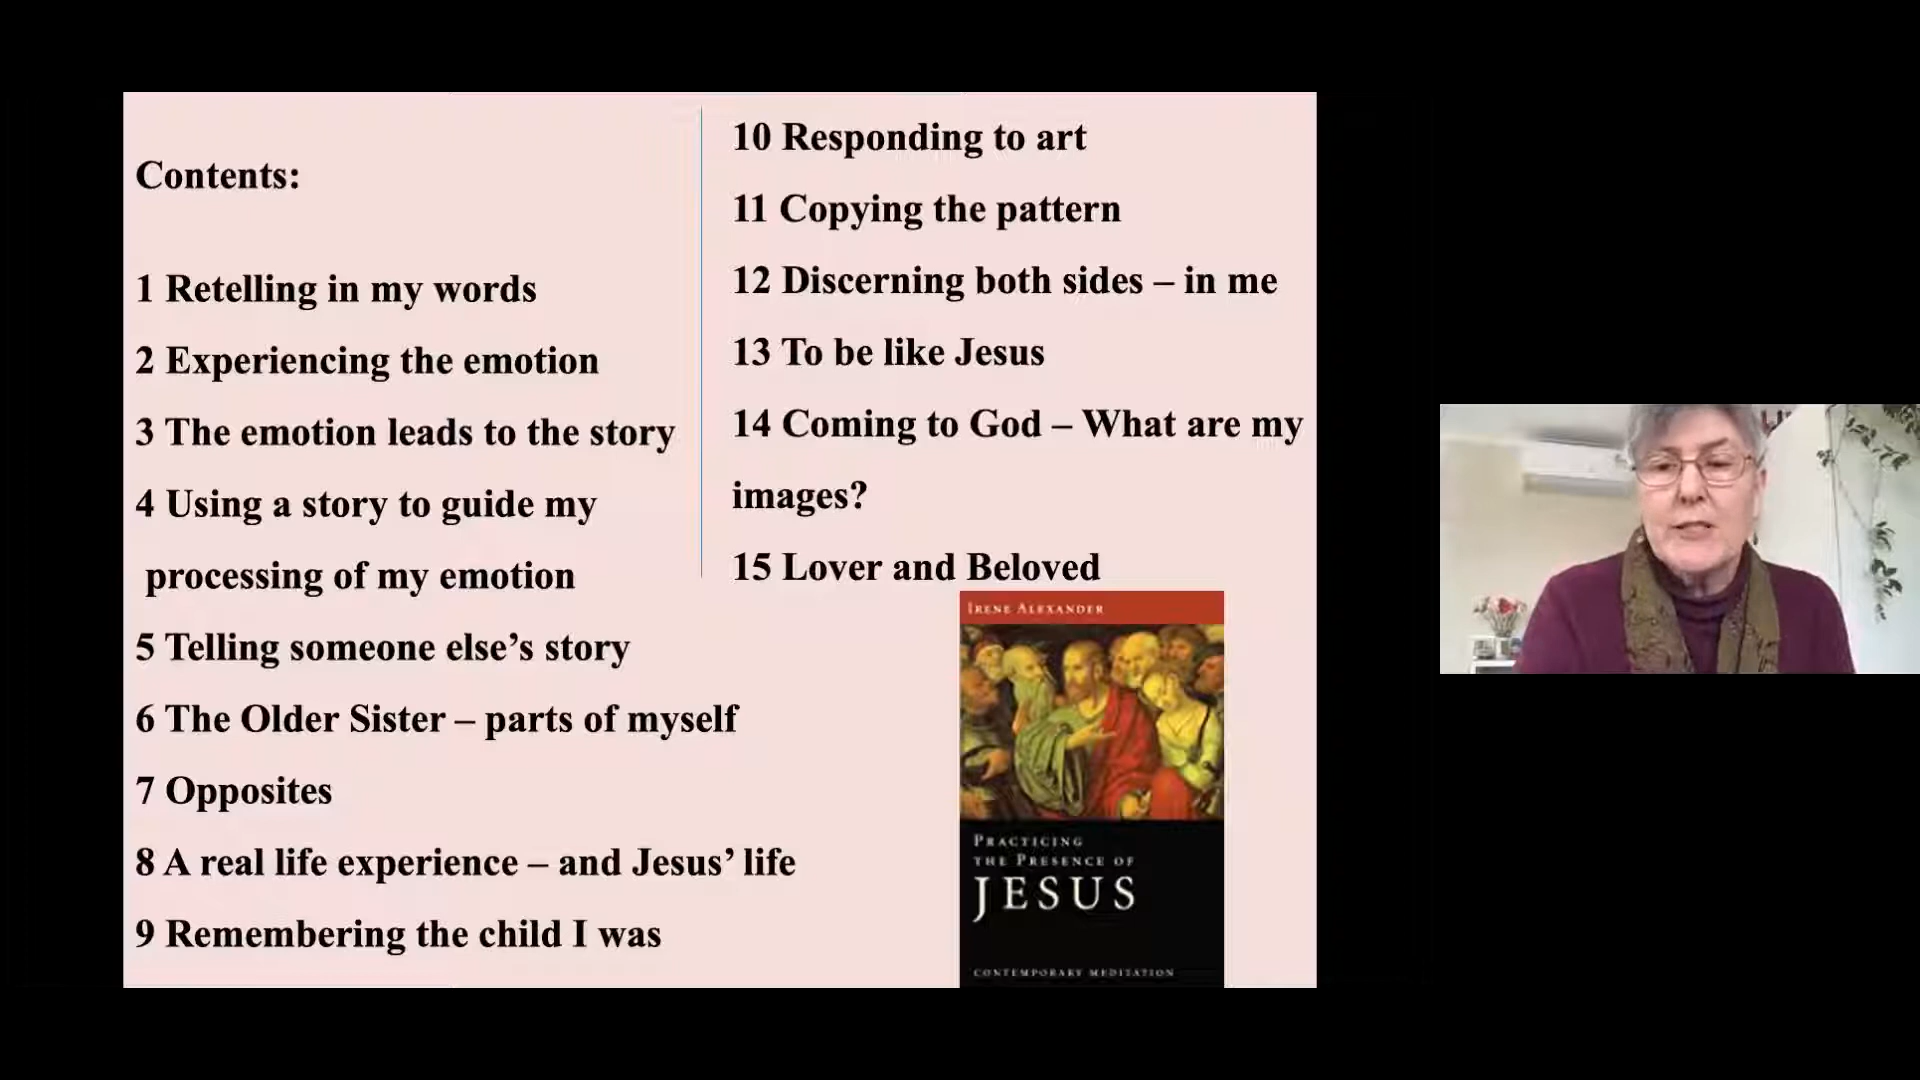 Contents:
1 Retelling in my words
2 Experiencing the emotion
3 The emotion leads to the story
4 Using a story to guide my
processing of my emotion
5 Telling someone else’s story
6 The Older Sister – parts of myself
7 Opposites
8 A real life experience – and Jesus’ life
9 Remembering the child I was
10 Responding to art
11 Copying the pattern
12 Discerning both sides – in me
13 To be like Jesus
14 Coming to God – What are my
images?
15 Lover and Beloved
IRENE ALEXANDER
PRACTICING
THE PRESENCE OF
JESUS
CONTEMPORARY MEDITATION